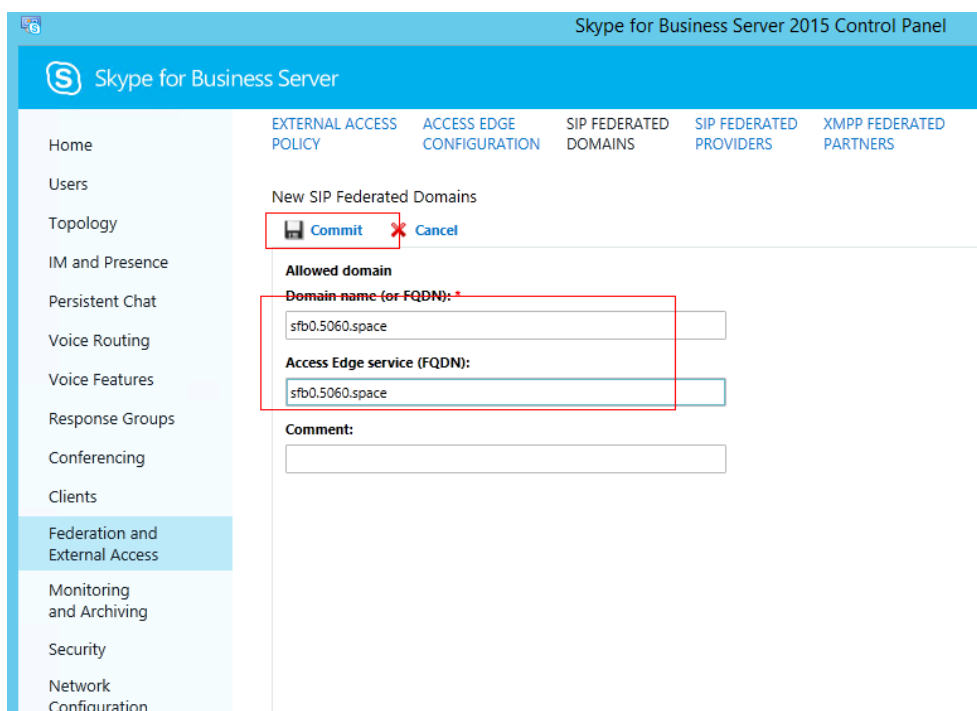 Skype for Business Server 2015 Control Panel
S Skype for Business Server
Home
Users
Topology
IM and Presence
Persistent Chat
Voice Routing
Voice Features
Response Groups
Conferencing
Clients
Federation and
External Access
Monitoring
and Archiving
Security
Network
Configuration
EXTERNAL ACCESS
POLICY
ACCESS EDGE
CONFIGURATION
SIP FEDERATED
DOMAINS
SIP FEDERATED
PROVIDERS
XMPP FEDERATED
PARTNERS
New SIP Federated Domains
Commit
Cancel
Allowed domain
Domain name (or FQDN): *
sfb0.5060.space
Access Edge service (FQDN):
sfb0.5060.space
Comment: